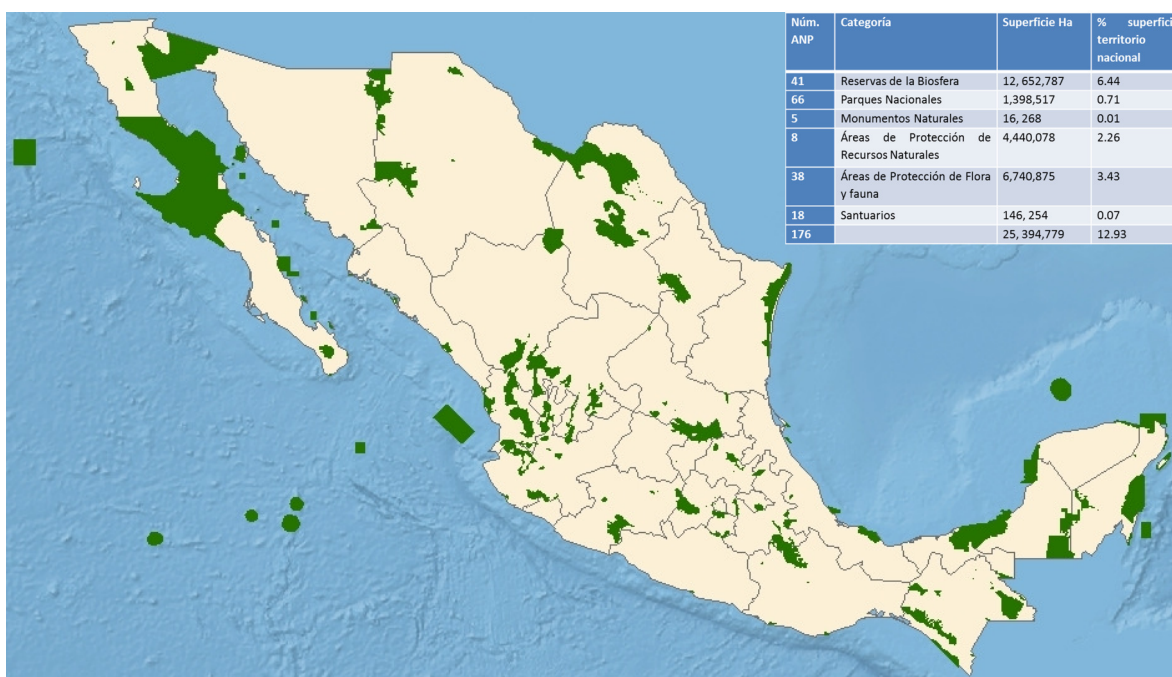 Núm. ANP Categoría Superficie Ha % superfici territorio nacional
41 Reservas de la Biosfera 12, 652,787 6.44
66 Parques Nacionales 1,398,517 0.71
5 Monumentos Naturales 16, 268 0.01
8 Áreas de Protección de Recursos Naturales 4,440,078 2.26
38 Áreas de Protección de Flora y fauna 6,740,875 3.43
18 Santuarios 146, 254 0.07
176 25, 394,779 12.93